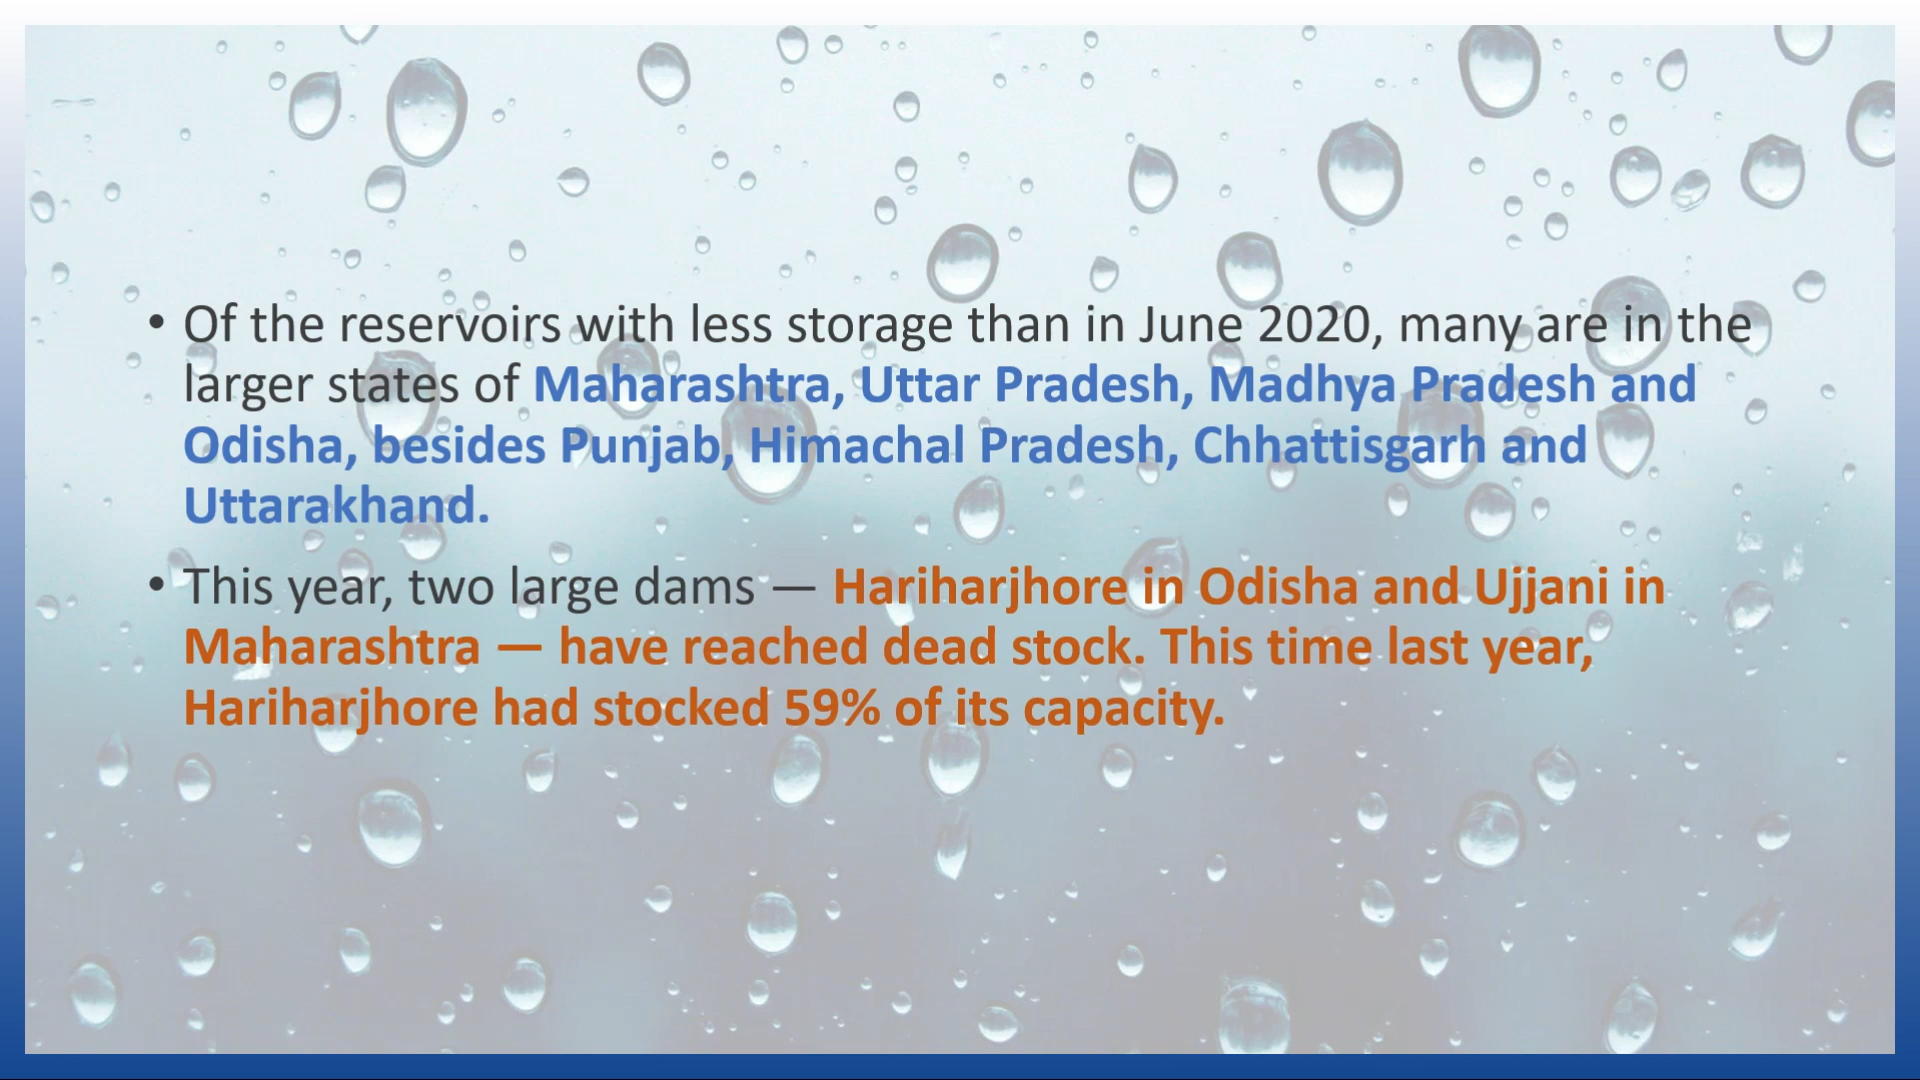 • Of the reservoirs with less storage than in June 2020, many are in the
larger states of Maharashtra, Uttar Pradesh, Madhya Pradesh and
Odisha, besides Punjab, Himachal Pradesh, Chhattisgarh and
Uttarakhand.
• This year, two large dams — Hariharjhore in Odisha and Ujjani in
Maharashtra — have reached dead stock. This time last year,
Hariharjhore had stocked 59% of its capacity.